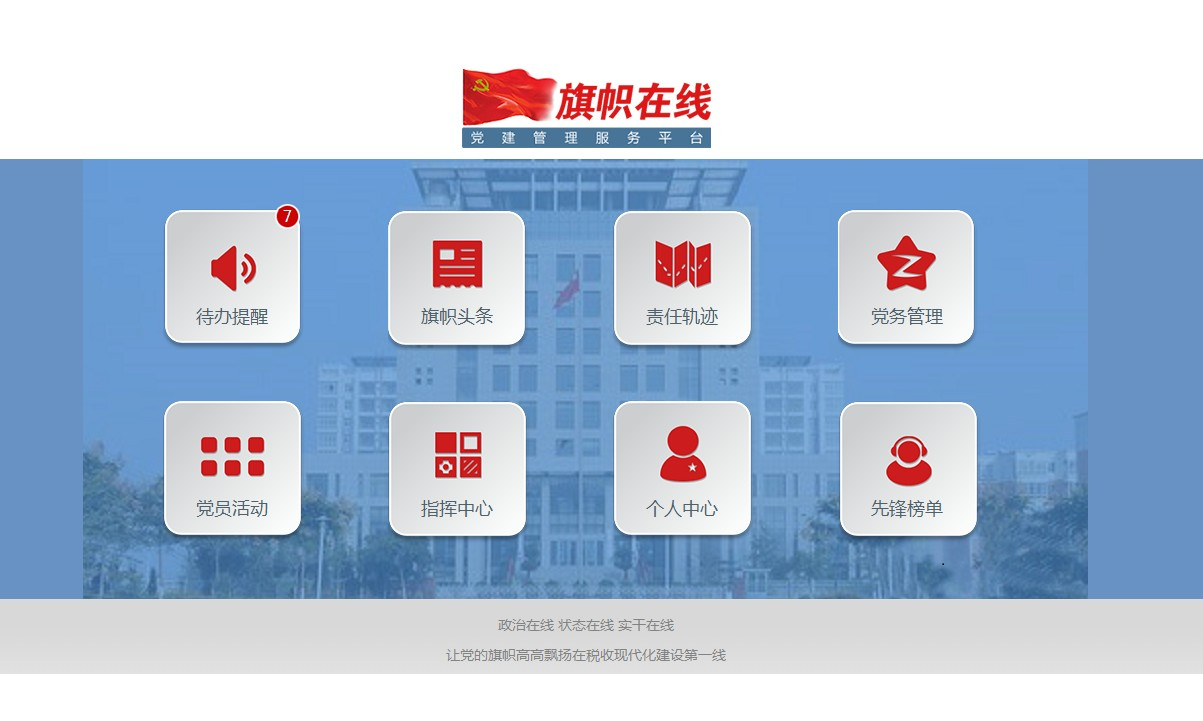 旗帜在线
党建管理服务平台
7
待办提醒
旗帜头条
责任轨迹
党务管理
党员活动
指挥中心
个人中心
先锋榜单
政治在线 状态在线 实干在线
让党的旗帜高高飘扬在税收现代化建设第一线